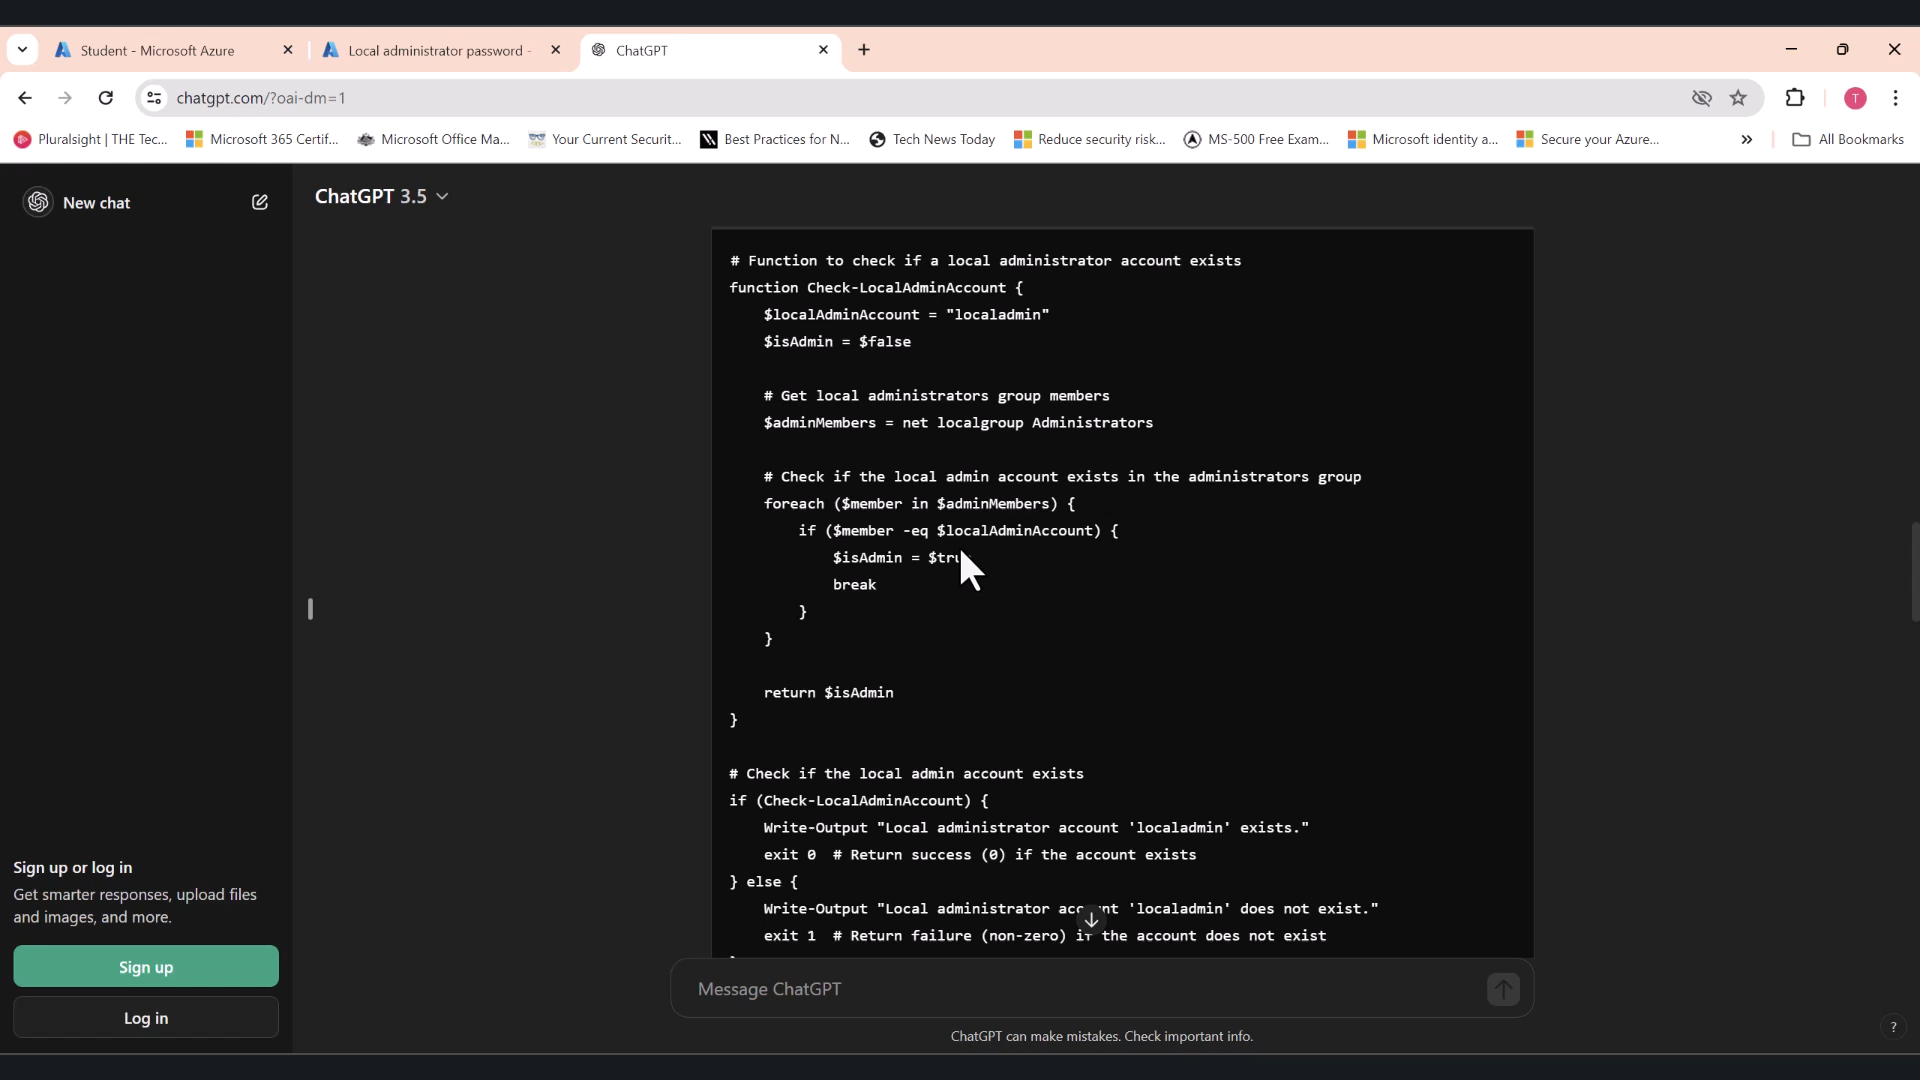 Student - Microsoft Azure
Local administrator password -
ChatGPT
chatgpt.com/?oai-dm=1
T
Pluralsight | THE Tec...
Microsoft 365 Certif...
Microsoft Office Ma...
Your Current Securit...
Best Practices for N...
Tech News Today
Reduce security risk...
MS-500 Free Exam...
Microsoft identity a...
Secure your Azure...
»
All Bookmarks
New chat
ChatGPT 3.5
# Function to check if a local administrator account exists
function Check-LocalAdminAccount {
$localAdminAccount = "localadmin"
$isAdmin = $false
# Get local administrators group members
$adminMembers = net localgroup Administrators
# Check if the local admin account exists in the administrators group
foreach ($member in $adminMembers) {
if ($member -eq $localAdminAccount) {
$isAdmin = $tru
break
}
}
return $isAdmin
}
# Check if the local admin account exists
if (Check-LocalAdminAccount) {
Write-Output "Local administrator account 'localadmin' exists."
exit 0 # Return success (0) if the account exists
} else {
Write-Output "Local administrator account 'localadmin' does not exist."
exit 1 # Return failure (non-zero) if the account does not exist
Sign up or log in
Get smarter responses, upload files
and images, and more.
Sign up
Log in
Message ChatGPT
ChatGPT can make mistakes. Check important info.
?